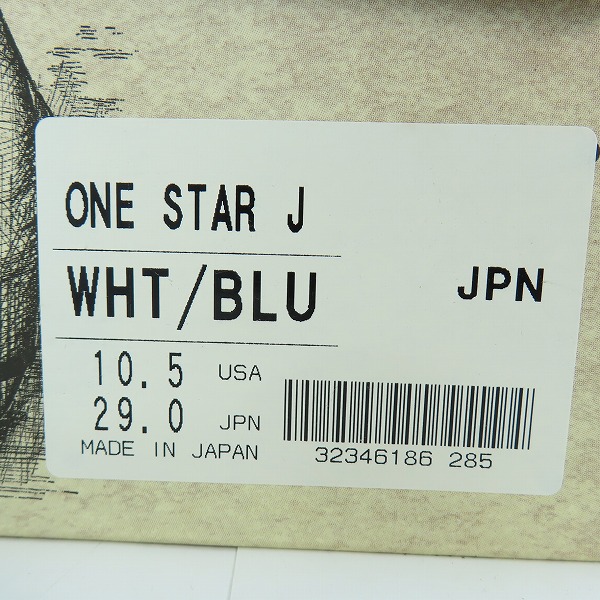 ONE STAR J
WHT/BLU
JPN
10.5 USA
29.0 JPN
MADE IN JAPAN
32346186 285